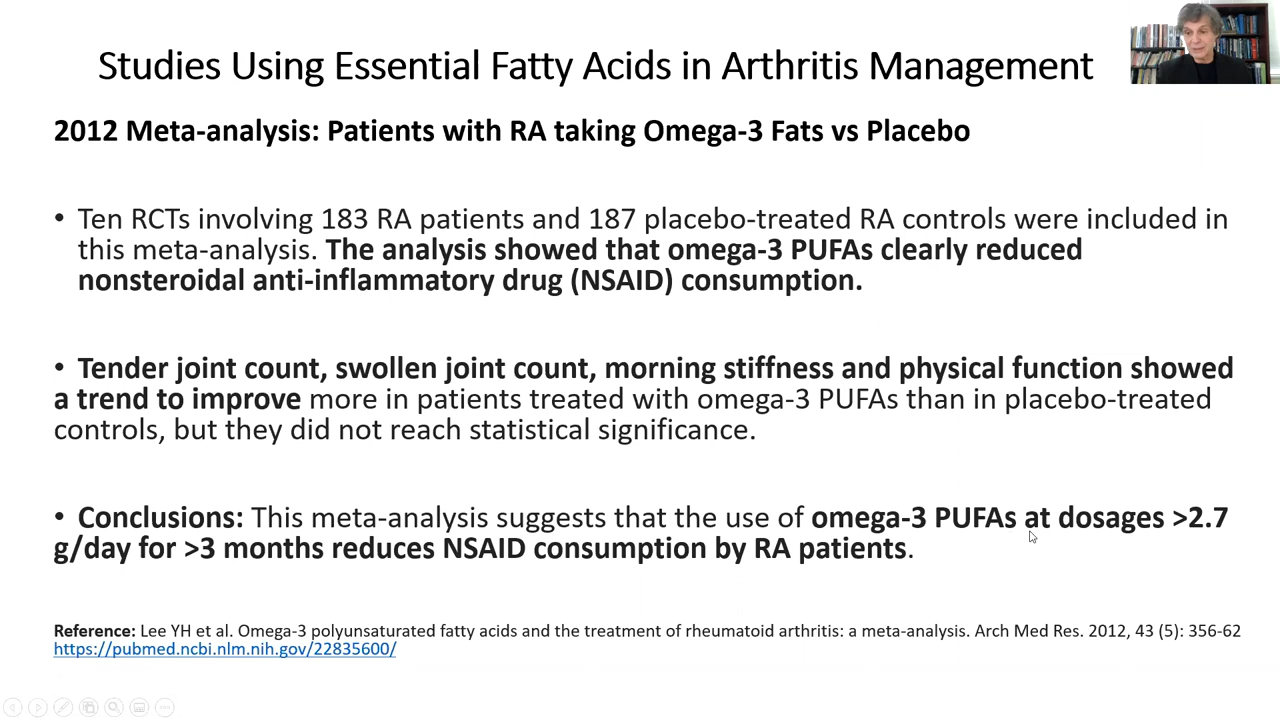 Studies Using Essential Fatty Acids in Arthritis Management
2012 Meta-analysis: Patients with RA taking Omega-3 Fats vs Placebo
• Ten RCTs involving 183 RA patients and 187 placebo-treated RA controls were included in
this meta-analysis. The analysis showed that omega-3 PUFAs clearly reduced
nonsteroidal anti-inflammatory drug (NSAID) consumption.
• Tender joint count, swollen joint count, morning stiffness and physical function showed
a trend to improve more in patients treated with omega-3 PUFAs than in placebo-treated
controls, but they did not reach statistical significance.
• Conclusions: This meta-analysis suggests that the use of omega-3 PUFAs at dosages >2.7
g/day for >3 months reduces NSAID consumption by RA patients.
Reference: Lee YH et al. Omega-3 polyunsaturated fatty acids and the treatment of rheumatoid arthritis: a meta-analysis. Arch Med Res. 2012, 43 (5): 356-62
https://pubmed.ncbi.nlm.nih.gov/22835600/